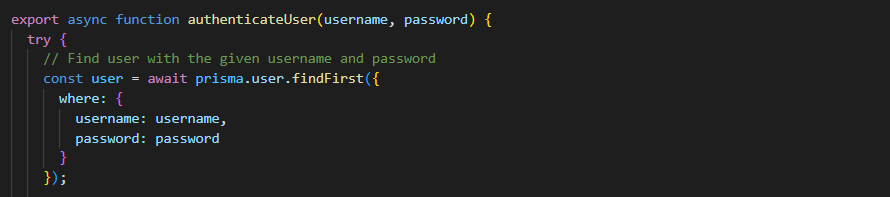 export async function authenticateUser(username, password) {
try {
// Find user with the given username and password
const user = await prisma.user.findFirst({
where: {
username: username,
password: password
}
});